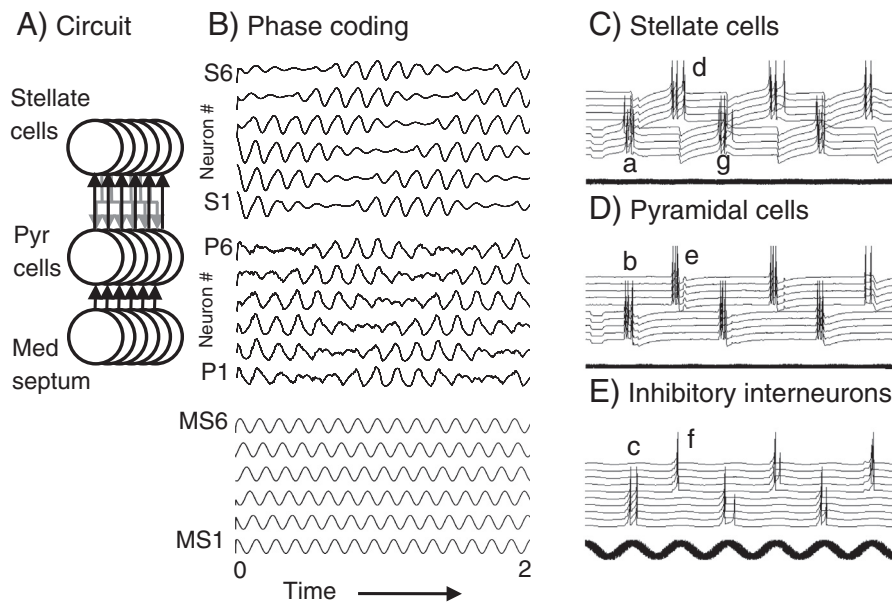 A) Circuit
Stellate
cells
Pyr
cells
Med
septum
B) Phase coding
S6
Neuron #
S1
P6
Neuron #
P1
MS6
MS1
0
2
Time
C) Stellate cells
d
a
g
D) Pyramidal cells
b
e
E) Inhibitory interneurons
c
f